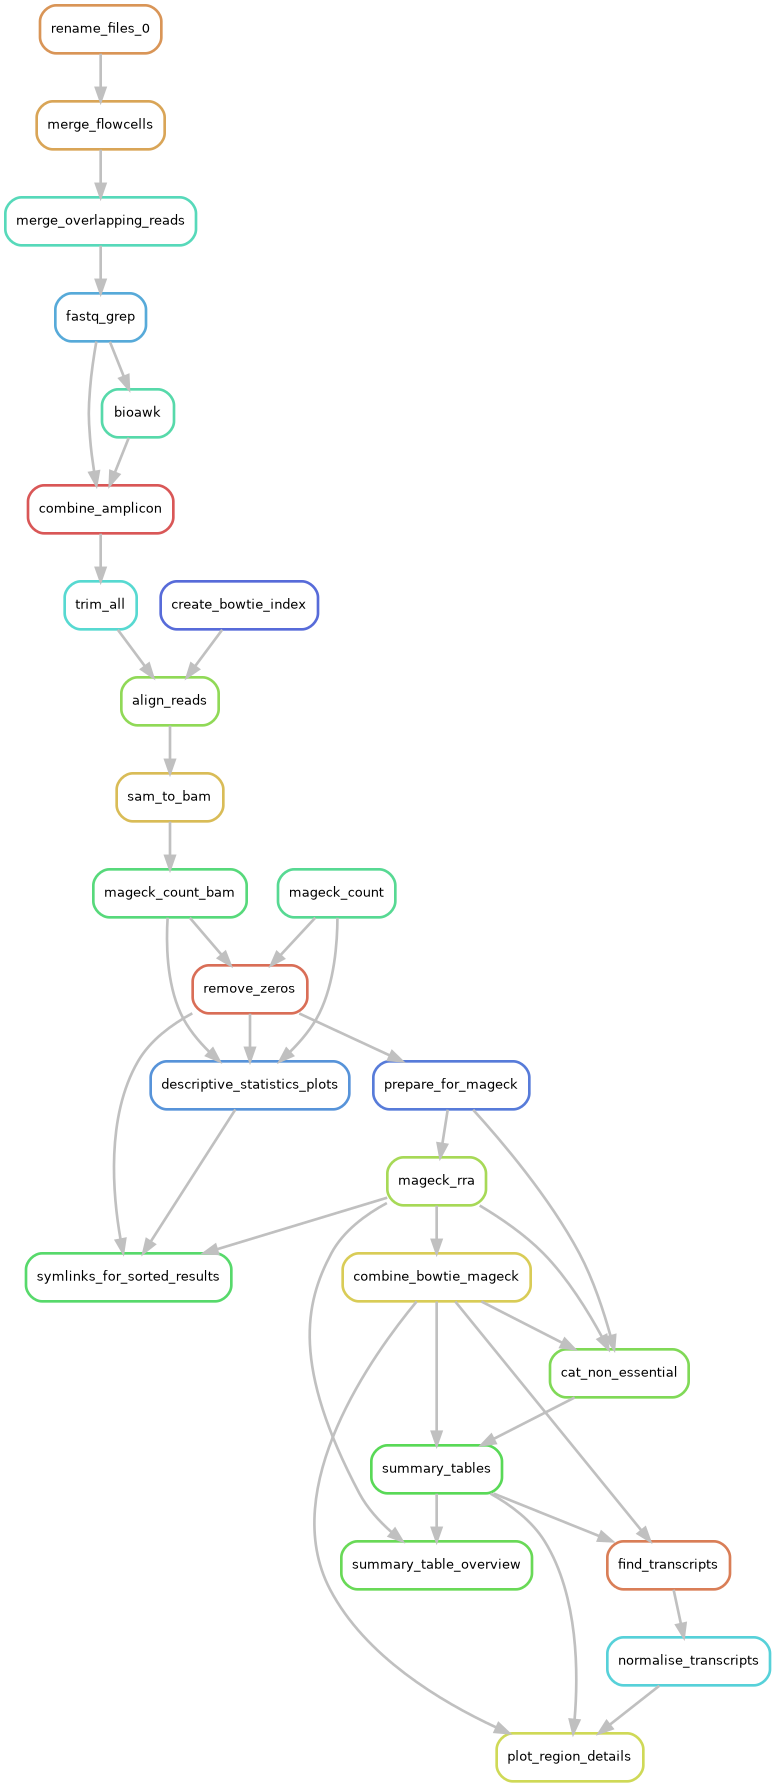 rename_files_0
merge_flowcells
merge_overlapping_reads
fastq_grep
bioawk
combine_amplicon
trim_all
create_bowtie_index
align_reads
sam_to_bam
mageck_count_bam
mageck_count
remove_zeros
descriptive_statistics_plots
prepare_for_mageck
mageck_rra
symlinks_for_sorted_results
combine_bowtie_mageck
cat_non_essential
summary_tables
summary_table_overview
find_transcripts
normalise_transcripts
plot_region_details